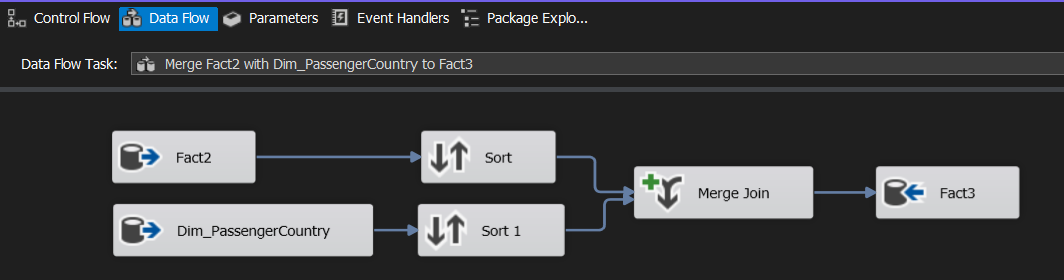 Control Flow Data Flow Parameters Event Handlers Package Explo...
Data Flow Task: Merge Fact2 with Dim_PassengerCountry to Fact3
Fact2 Sort
Merge Join Fact3
Dim_PassengerCountry Sort 1